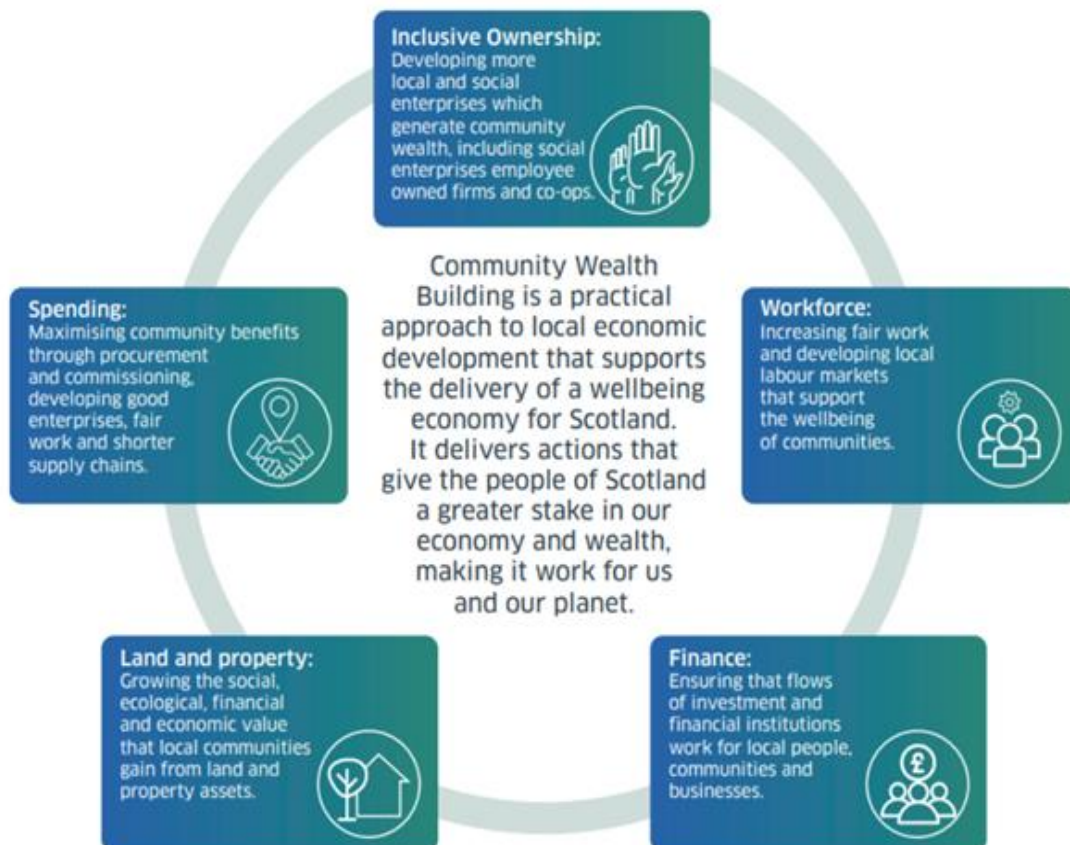 Inclusive Ownership:
Developing more
local and social
enterprises which
generate community
wealth, including social
enterprises employee
owned firms and co-ops.
Spending:
Maximising community benefits
through procurement
and commissioning,
developing good
enterprises, fair
work and shorter
supply chains.
Community Wealth
Building is a practical
approach to local economic
development that supports
the delivery of a wellbeing
economy for Scotland.
It delivers actions that
give the people of Scotland
a greater stake in our
economy and wealth,
making it work for us
and our planet.
Workforce:
Increasing fair work
and developing local
labour markets
that support
the wellbeing
of communities.
Land and property:
Growing the social,
ecological, financial
and economic value
that local communities
gain from land and
property assets.
Finance:
Ensuring that flows
of investment and
financial institutions
work for local people,
communities and
businesses.
£